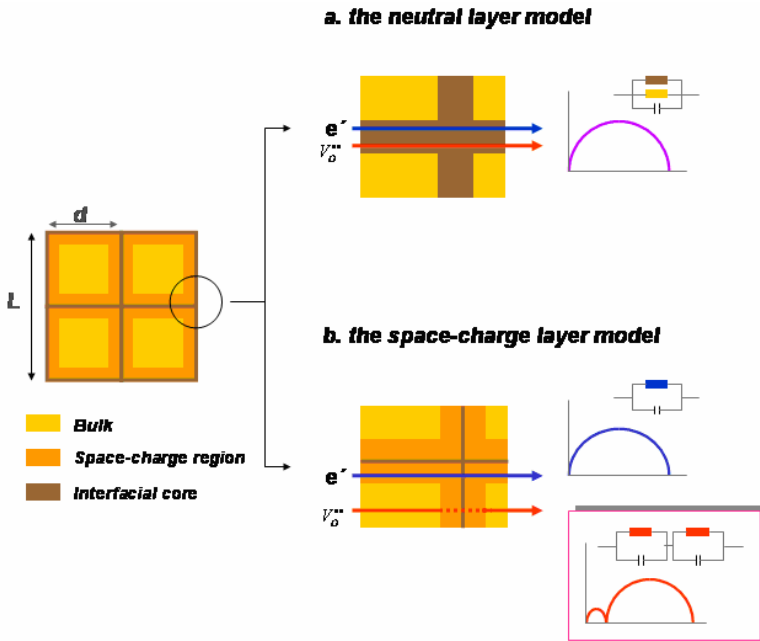 a. the neutral layer model
e´
V_O^{••}
d
L
b. the space-charge layer model
Bulk
Space-charge region
Interfacial core
e´
V_O^{••}